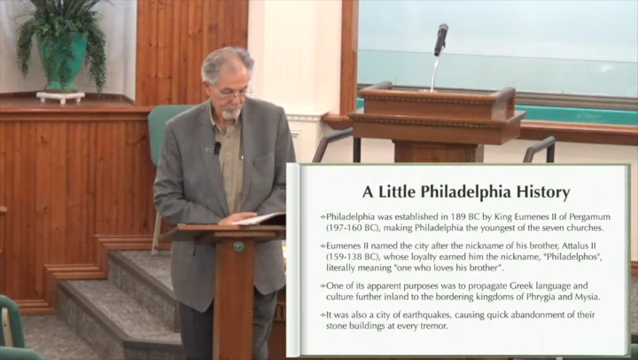 A Little Philadelphia History
Philadelphia was established in 189 BC by King Eumenes II of Pergamum
(197-160 BC), making Philadelphia the youngest of the seven churches.
Eumenes II named the city after the nickname of his brother, Attalus II
(159-138 BC), whose loyalty earned him the nickname, "Philadelphos",
literally meaning "one who loves his brother".
One of its apparent purposes was to propagate Greek language and
culture further inland to the bordering kingdoms of Phrygia and Mysia.
It was also a city of earthquakes, causing quick abandonment of their
stone buildings at every tremor.